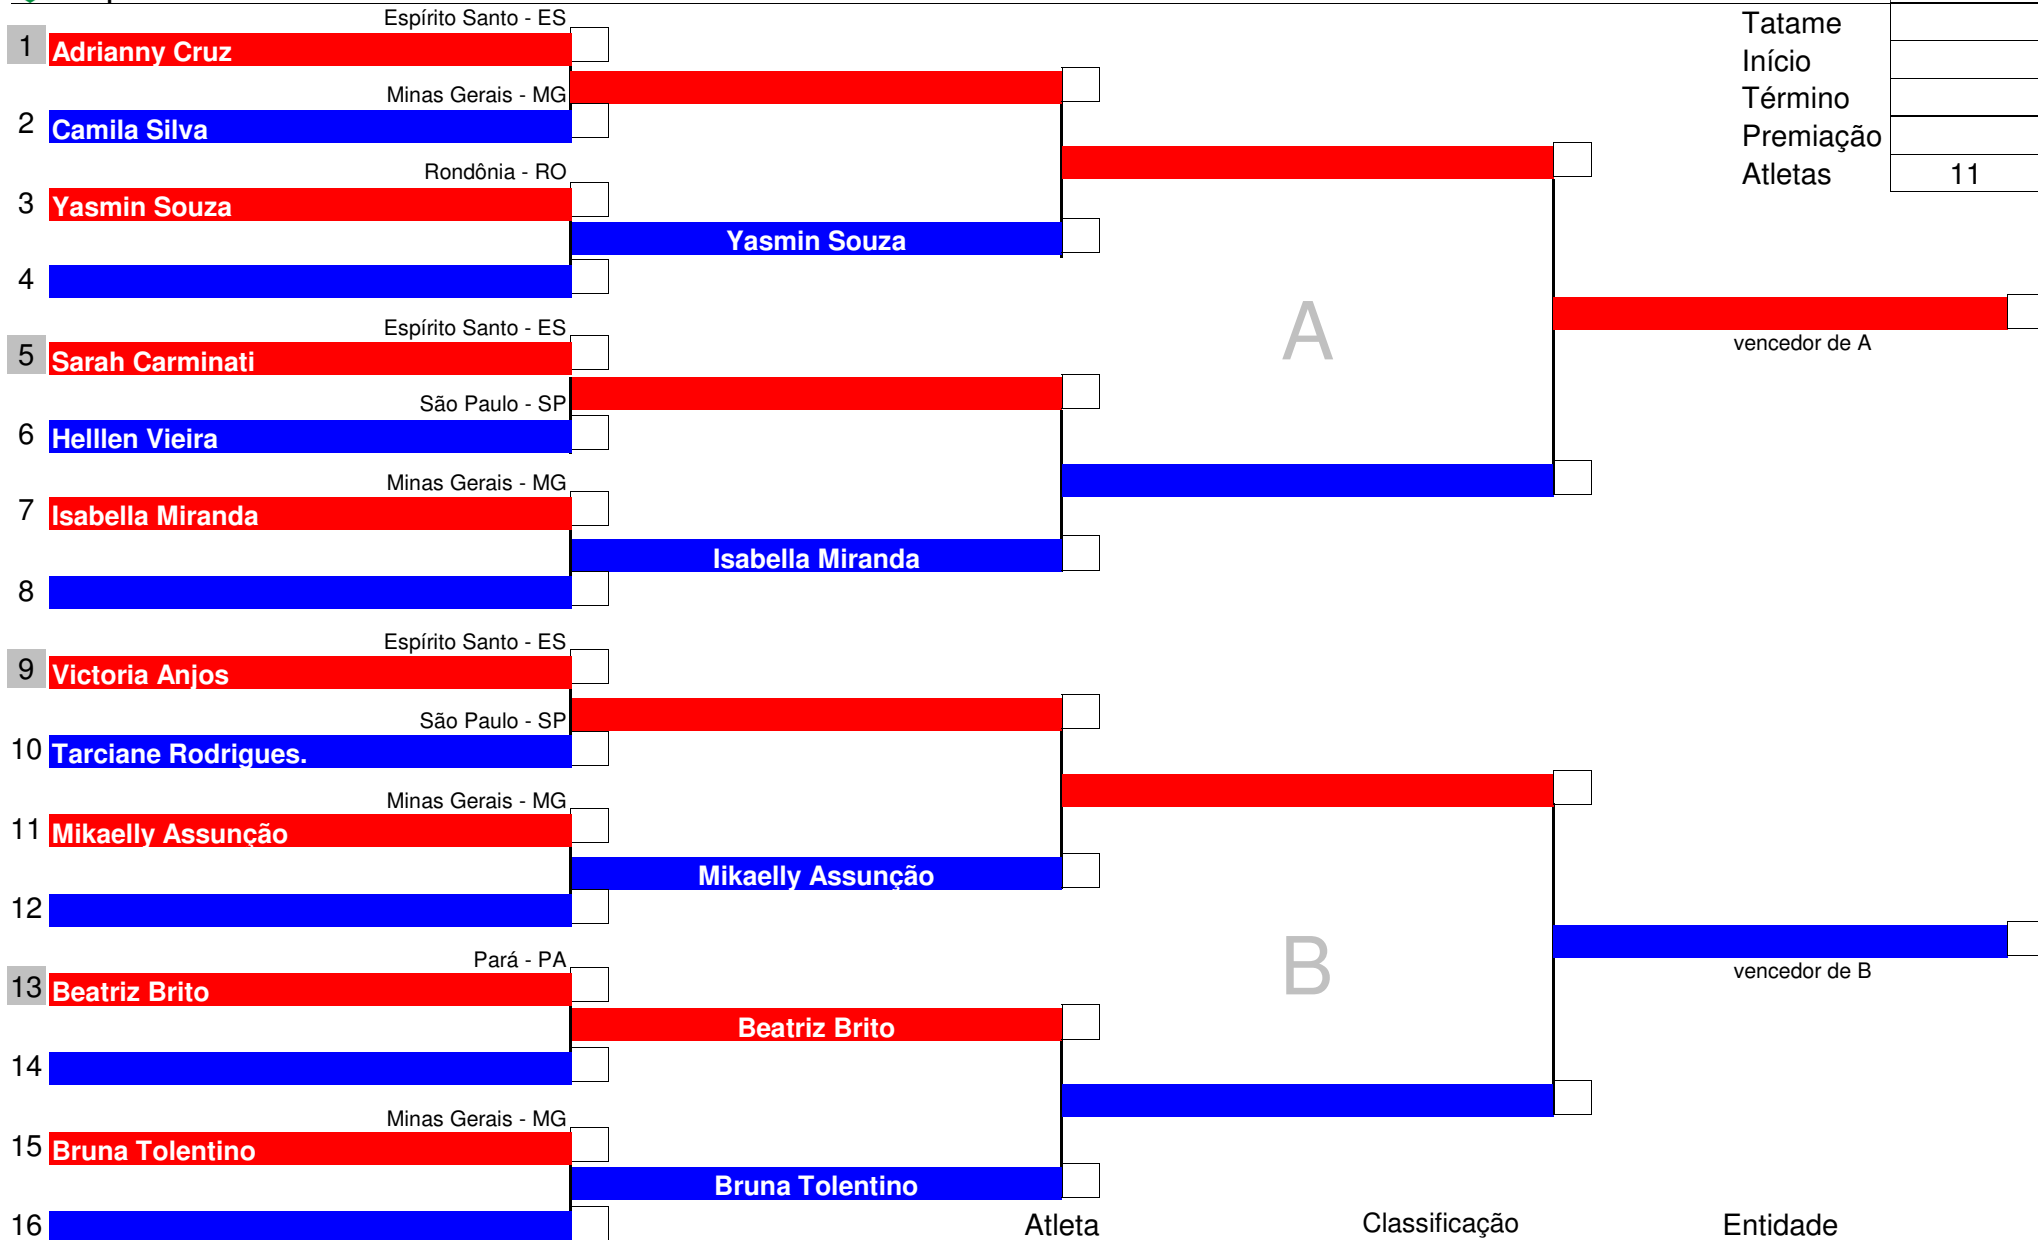 Espírito Santo - ES
1 Adrianny Cruz
Minas Gerais - MG
2 Camila Silva
Rondônia - RO
3 Yasmin Souza
Yasmin Souza
4
Espírito Santo - ES
5 Sarah Carminati
São Paulo - SP
6 Helllen Vieira
Minas Gerais - MG
7 Isabella Miranda
Isabella Miranda
8
Espírito Santo - ES
9 Victoria Anjos
São Paulo - SP
10 Tarciane Rodrigues.
Minas Gerais - MG
11 Mikaelly Assunção
Mikaelly Assunção
12
Pará - PA
13 Beatriz Brito
Beatriz Brito
14
Minas Gerais - MG
15 Bruna Tolentino
Bruna Tolentino
16
A
B
vencedor de A
vencedor de B
Tatame
Início
Término
Premiação
Atletas 11
Atleta Classificação Entidade